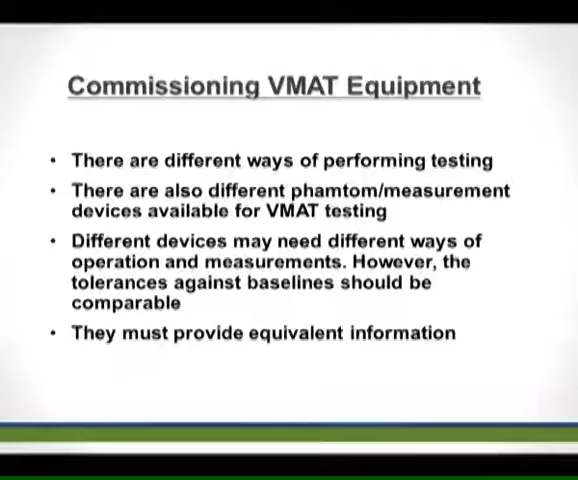 Commissioning VMAT Equipment
• There are different ways of performing testing
• There are also different phamtom/measurement
devices available for VMAT testing
• Different devices may need different ways of
operation and measurements. However, the
tolerances against baselines should be
comparable
• They must provide equivalent information